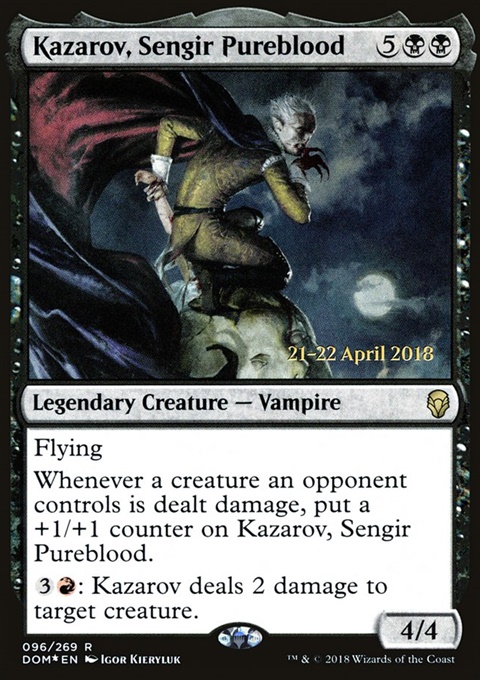 Kazarov, Sengir Pureblood 5
21–22 April 2018
Legendary Creature — Vampire
Flying
Whenever a creature an opponent
controls is dealt damage, put a
+1/+1 counter on Kazarov, Sengir
Pureblood.
3: Kazarov deals 2 damage to
target creature.
4/4
096/269 R
DOM★EN Igor Kieryluk
™ & © 2018 Wizards of the Coast